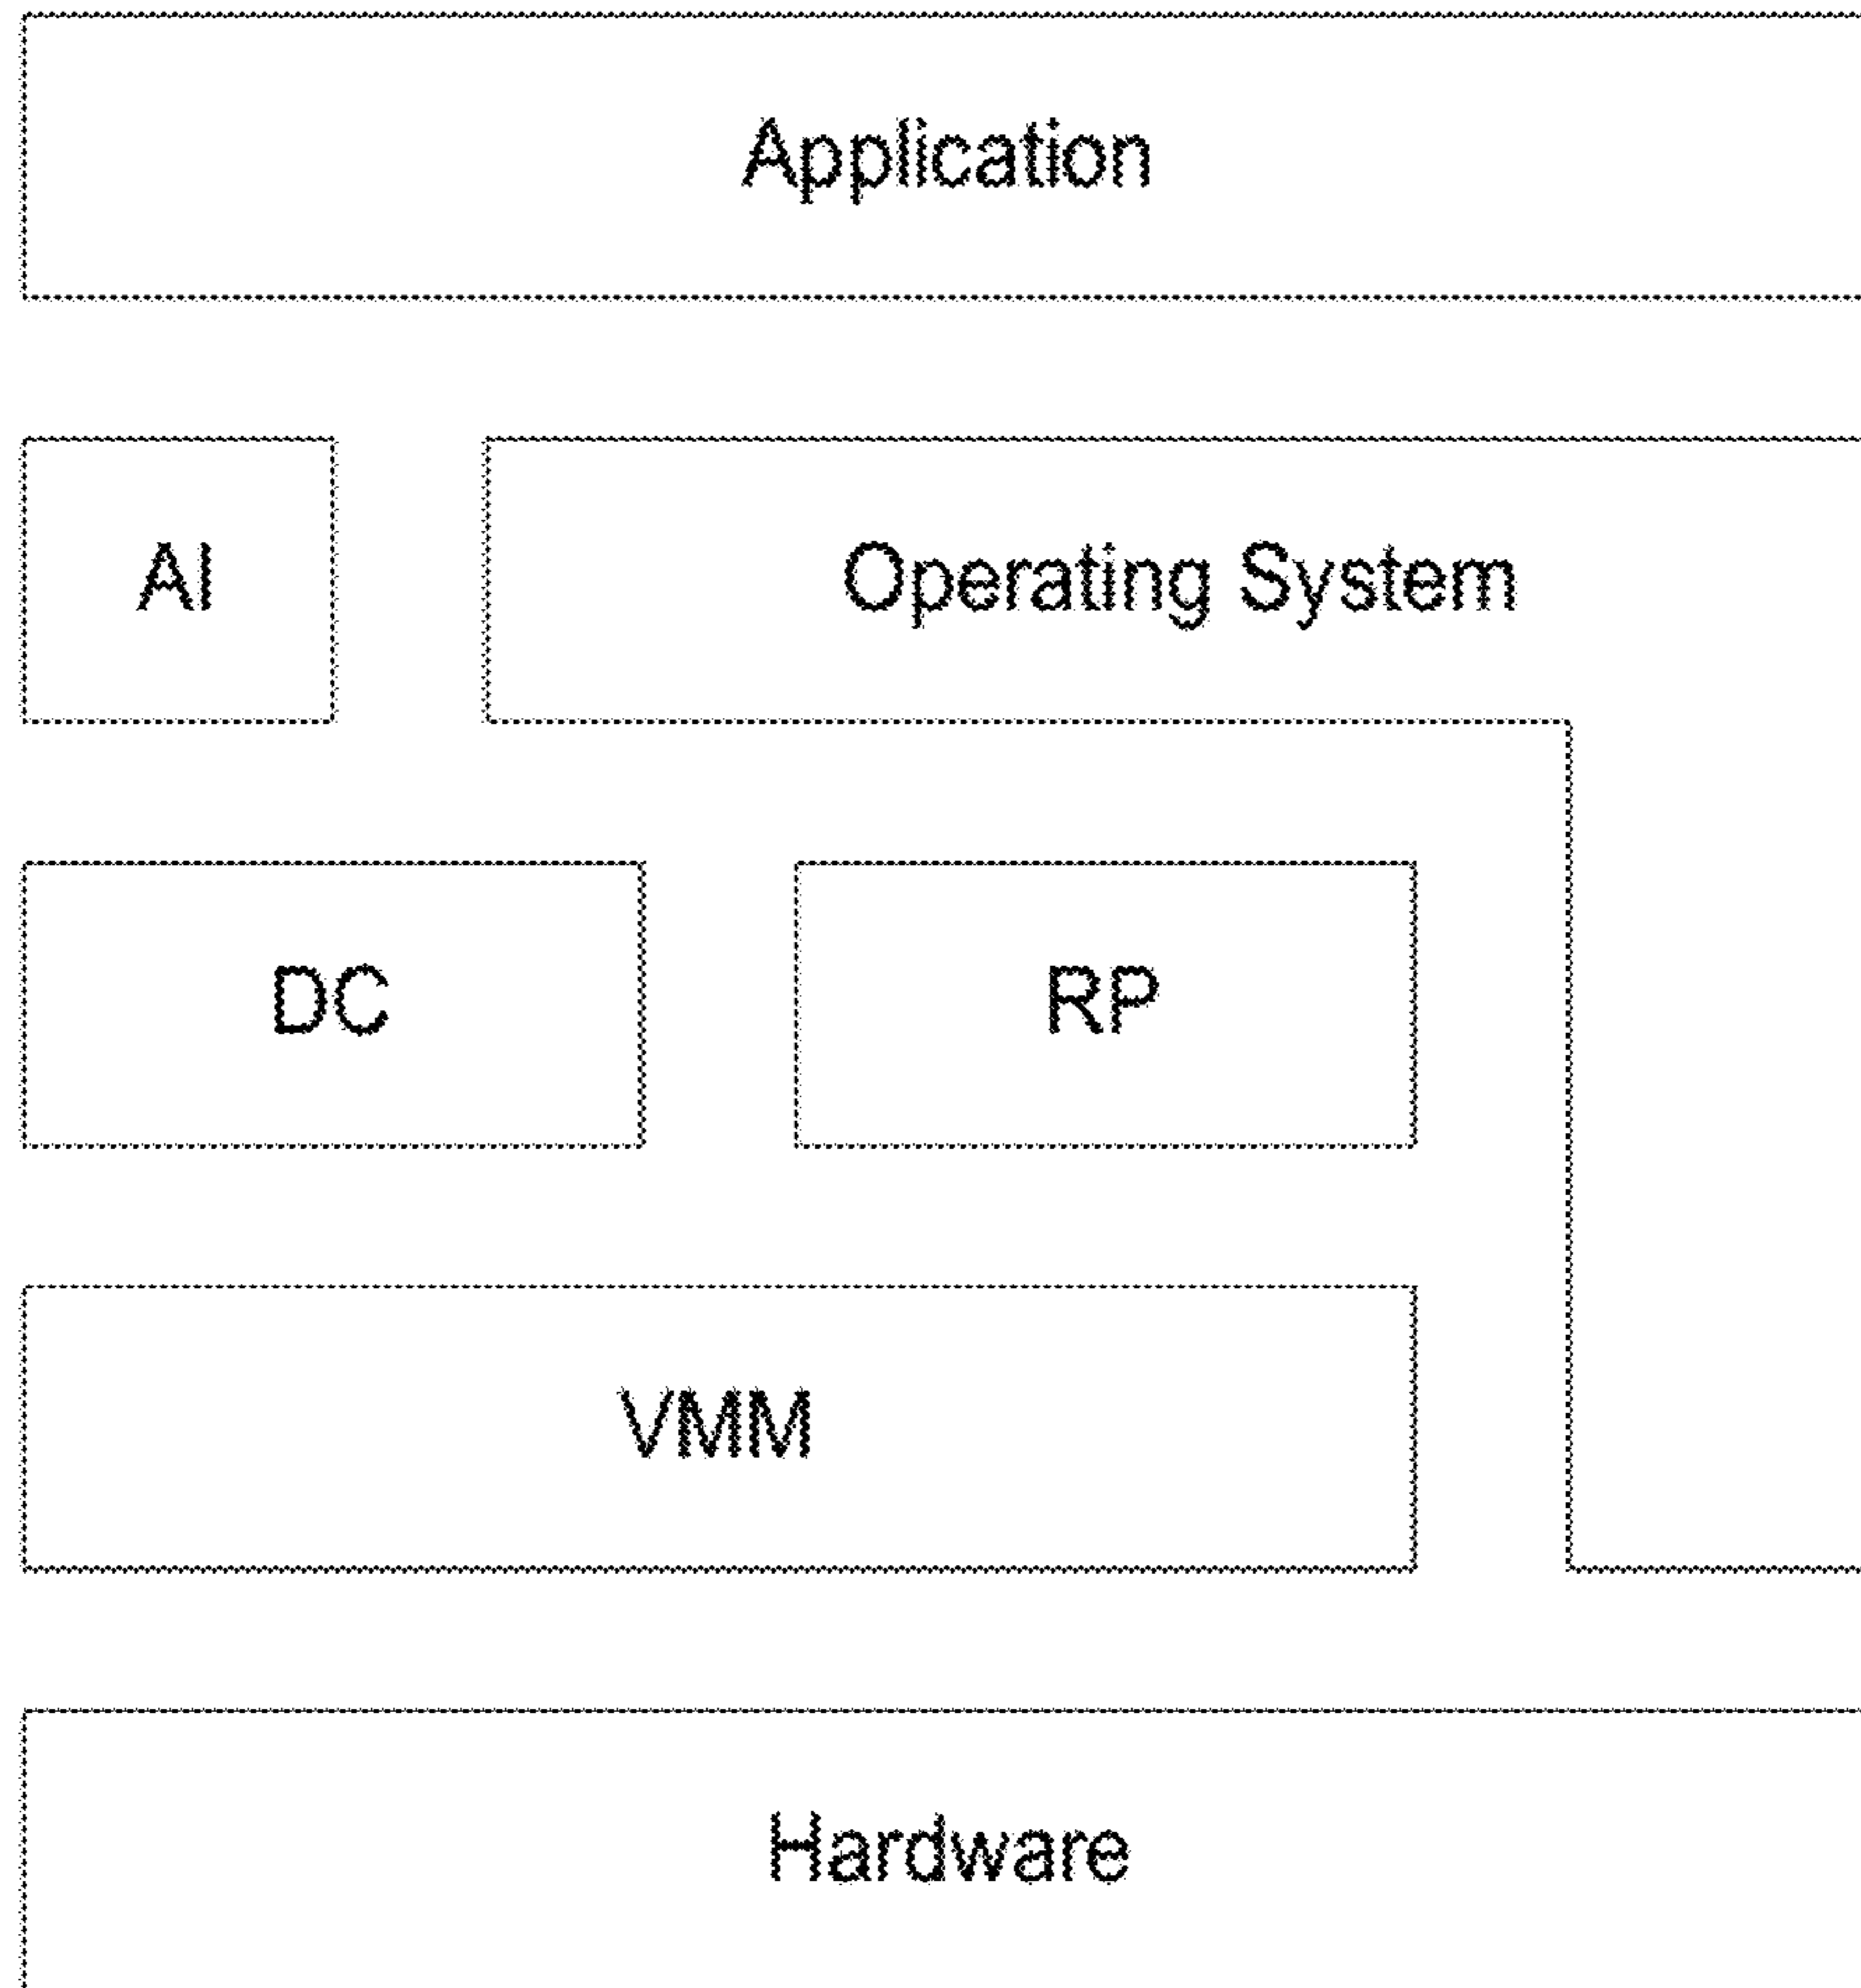 Application
AI
Operating System
DC
RP
VMM
Hardware